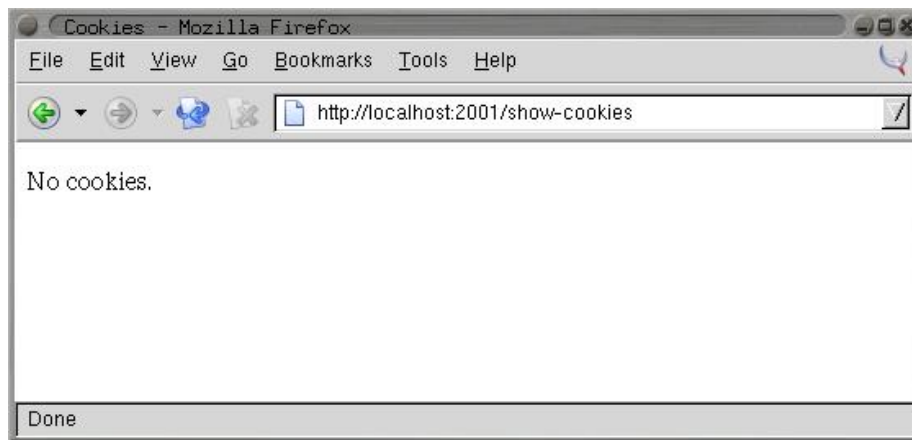 Cookies - Mozilla Firefox
File Edit View Go Bookmarks Tools Help
http://localhost:2001/show-cookies
No cookies.
Done